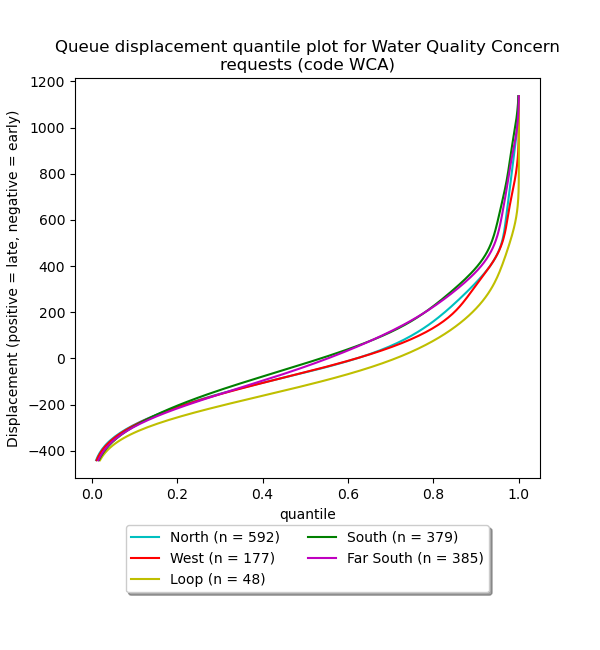 Queue displacement quantile plot for Water Quality Concern
requests (code WCA)
Displacement (positive = late, negative = early)
1200
1000
800
600
400
200
0
−200
−400
0.0 0.2 0.4 0.6 0.8 1.0
quantile
North (n = 592) South (n = 379)
West (n = 177) Far South (n = 385)
Loop (n = 48)